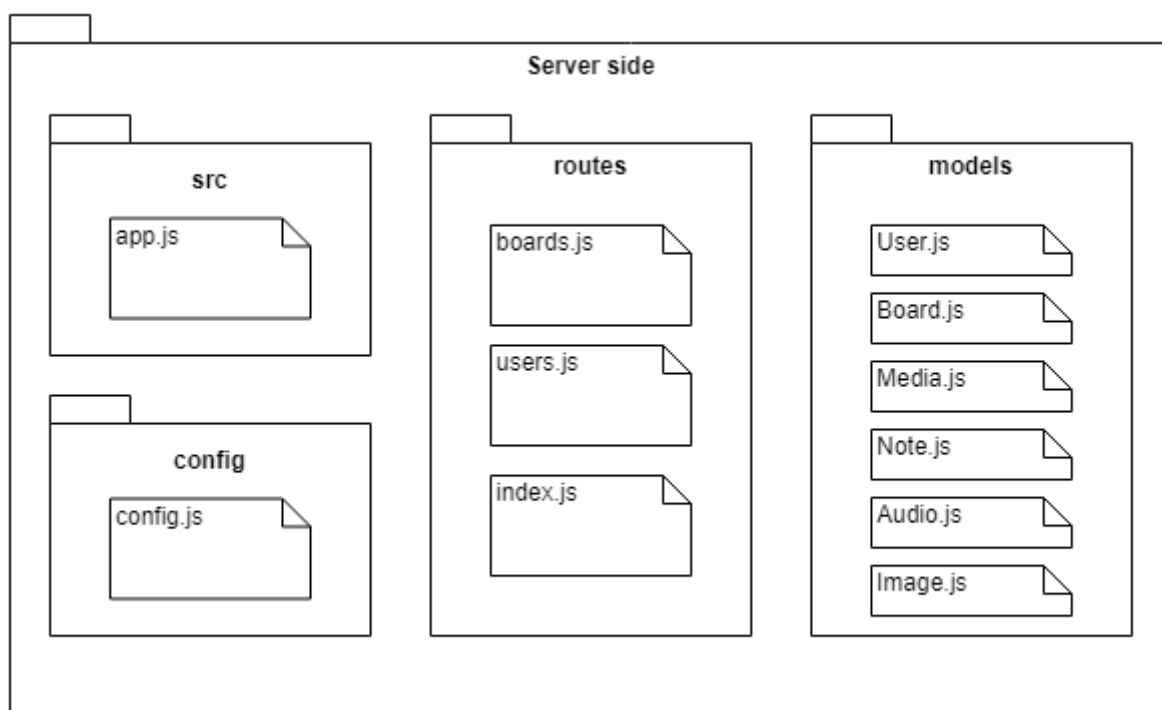 Server side
src
app.js
config
config.js
routes
boards.js
users.js
index.js
models
User.js
Board.js
Media.js
Note.js
Audio.js
Image.js